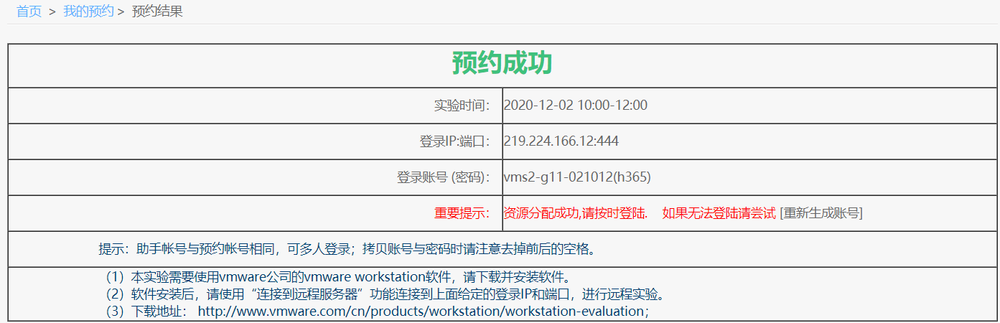 首页 > 我的预约 > 预约结果
预约成功
实验时间： 2020-12-02 10:00-12:00
登录IP:端口： 219.224.166.12:444
登录账号 (密码)： vms2-g11-021012(h365)
重要提示： 资源分配成功,请按时登陆. 如果无法登陆请尝试 [重新生成账号]
提示：助手帐号与预约帐号相同，可多人登录；拷贝账号与密码时请注意去掉前后的空格。
（1）本实验需要使用vmware公司的vmware workstation软件，请下载并安装软件。
（2）软件安装后，请使用“连接到远程服务器”功能连接到上面给定的登录IP和端口，进行远程实验。
（3）下载地址： http://www.vmware.com/cn/products/workstation/workstation-evaluation；